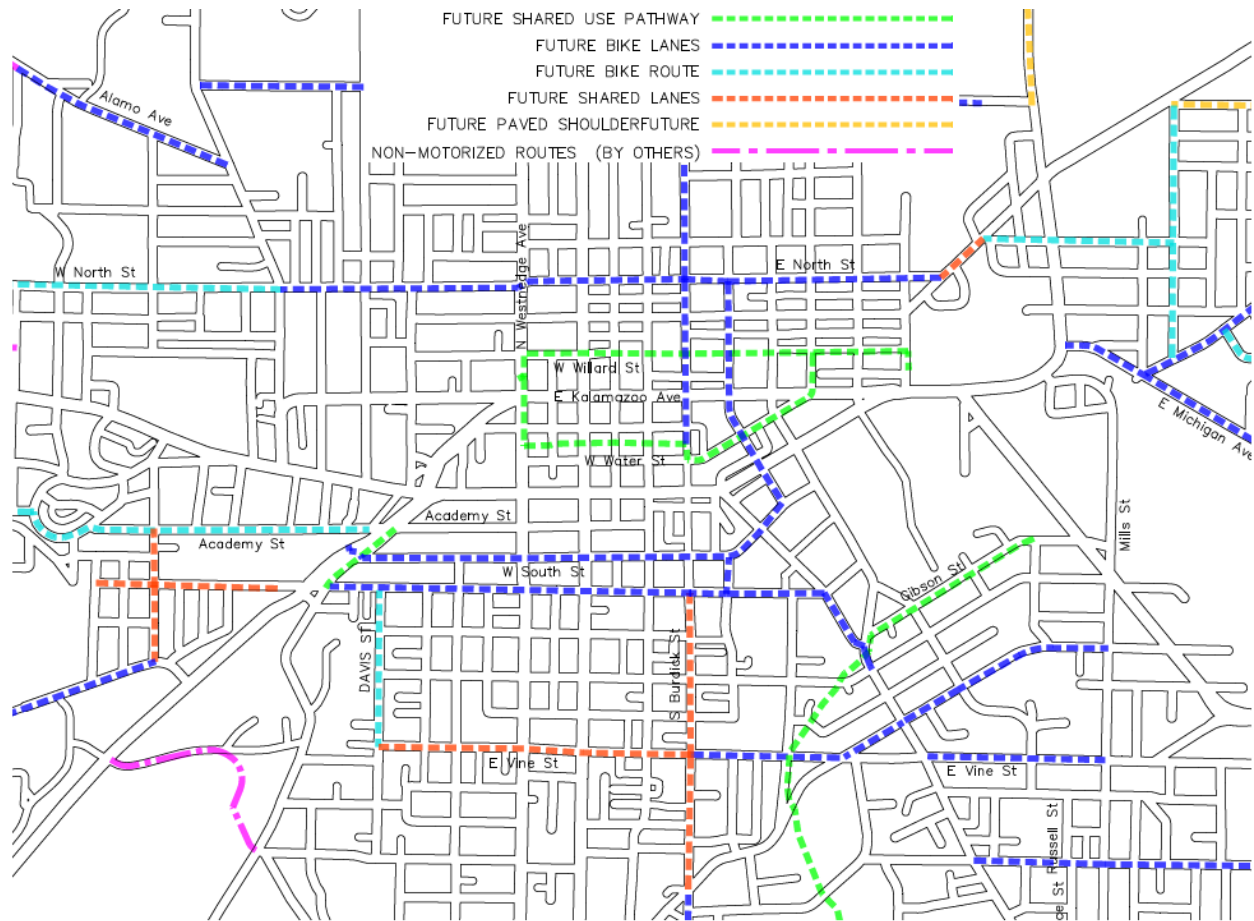 FUTURE SHARED USE PATHWAY
FUTURE BIKE LANES
FUTURE BIKE ROUTE
FUTURE SHARED LANES
FUTURE PAVED SHOULDERFUTURE
NON-MOTORIZED ROUTES (BY OTHERS)
Alamo Ave
N Westnedge Ave
W North St
E North St
W Willard St
E Kalamazoo Ave
E Michigan Ave
W Water St
Academy St
Academy St
Mills St
W South St
Gibson St
DAVIS ST
S Burdick St
E Vine St
E Vine St
Russell St
ge St